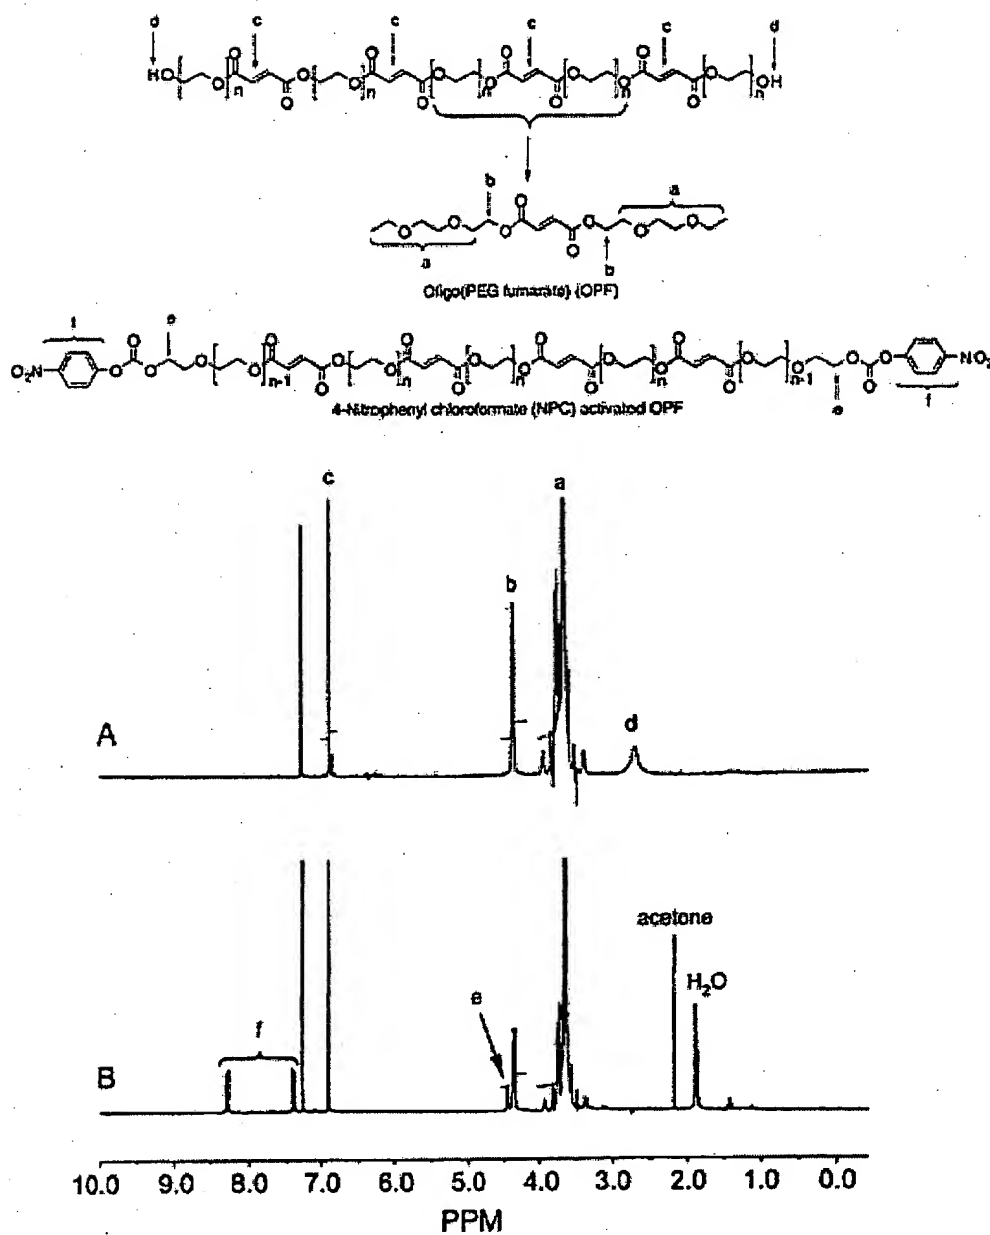 d c c c c d
HO O n O O O O n O O O n O O O O n O O O O n OH
b a
O O O O O O O O
a b
Oligo(PEG fumarate) (OPF)
f e
O₂N O O O O O n-1 O O O O n O O O n O O O O n O O O O n-1 O O O O NO₂
e f
4-Nitrophenyl chloroformate (NPC) activated OPF
c a
b
A d
acetone
e H₂O
f
B
10.0 9.0 8.0 7.0 6.0 5.0 4.0 3.0 2.0 1.0 0.0
PPM